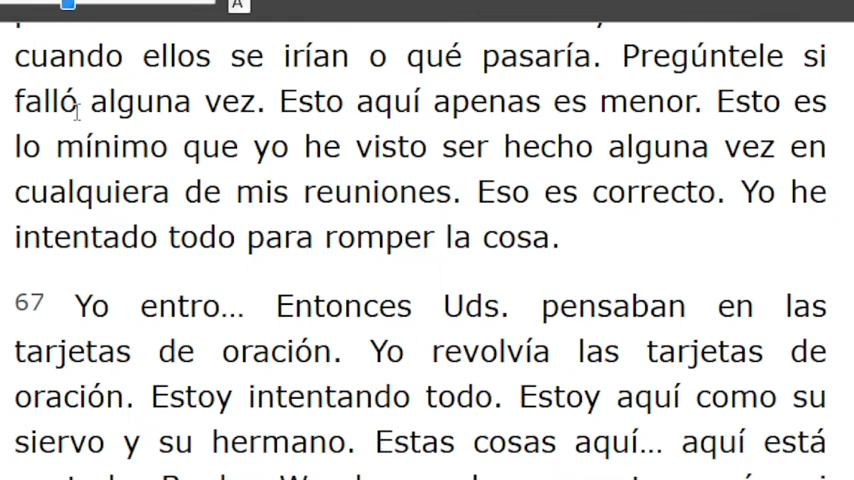 A
cuando ellos se irían o qué pasaría. Pregúntele si
falló alguna vez. Esto aquí apenas es menor. Esto es
lo mínimo que yo he visto ser hecho alguna vez en
cualquiera de mis reuniones. Eso es correcto. Yo he
intentado todo para romper la cosa.
67 Yo entro... Entonces Uds. pensaban en las
tarjetas de oración. Yo revolvía las tarjetas de
oración. Estoy intentando todo. Estoy aquí como su
siervo y su hermano. Estas cosas aquí... aquí está